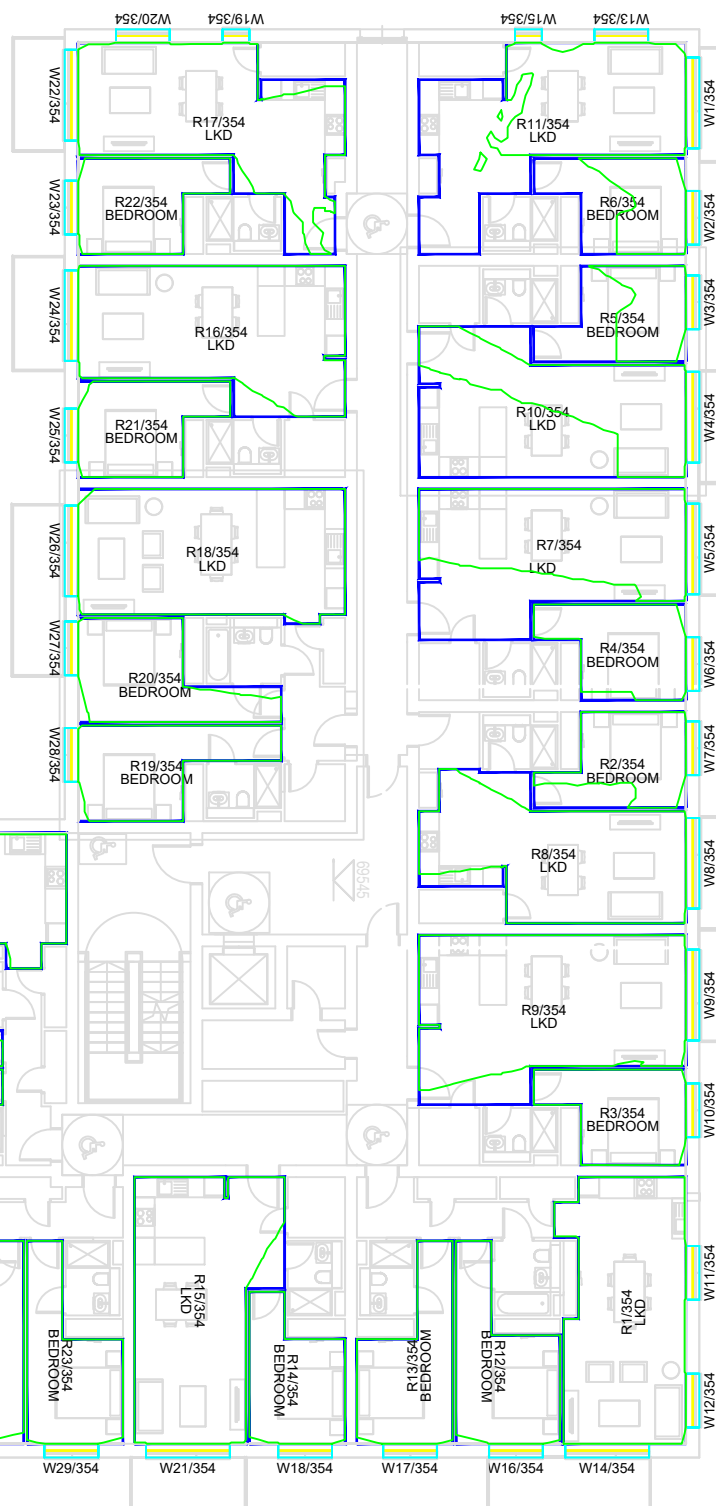 W20/354
W19/354
W15/354
W13/354
W22/354
R17/354
LKD
R11/354
LKD
W1/354
W23/354
R22/354
BEDROOM
R6/354
BEDROOM
W2/354
W24/354
R16/354
LKD
R5/354
BEDROOM
W3/354
W25/354
R21/354
BEDROOM
R10/354
LKD
W4/354
W26/354
R18/354
LKD
R7/354
LKD
W5/354
W27/354
R20/354
BEDROOM
R4/354
BEDROOM
W6/354
W28/354
R19/354
BEDROOM
R2/354
BEDROOM
W7/354
R8/354
LKD
W8/354
69545
R9/354
LKD
W9/354
R3/354
BEDROOM
W10/354
R23/354
BEDROOM
R15/354
LKD
R14/354
BEDROOM
R13/354
BEDROOM
R12/354
BEDROOM
R1/354
LKD
W11/354
W12/354
W29/354
W21/354
W18/354
W17/354
W16/354
W14/354